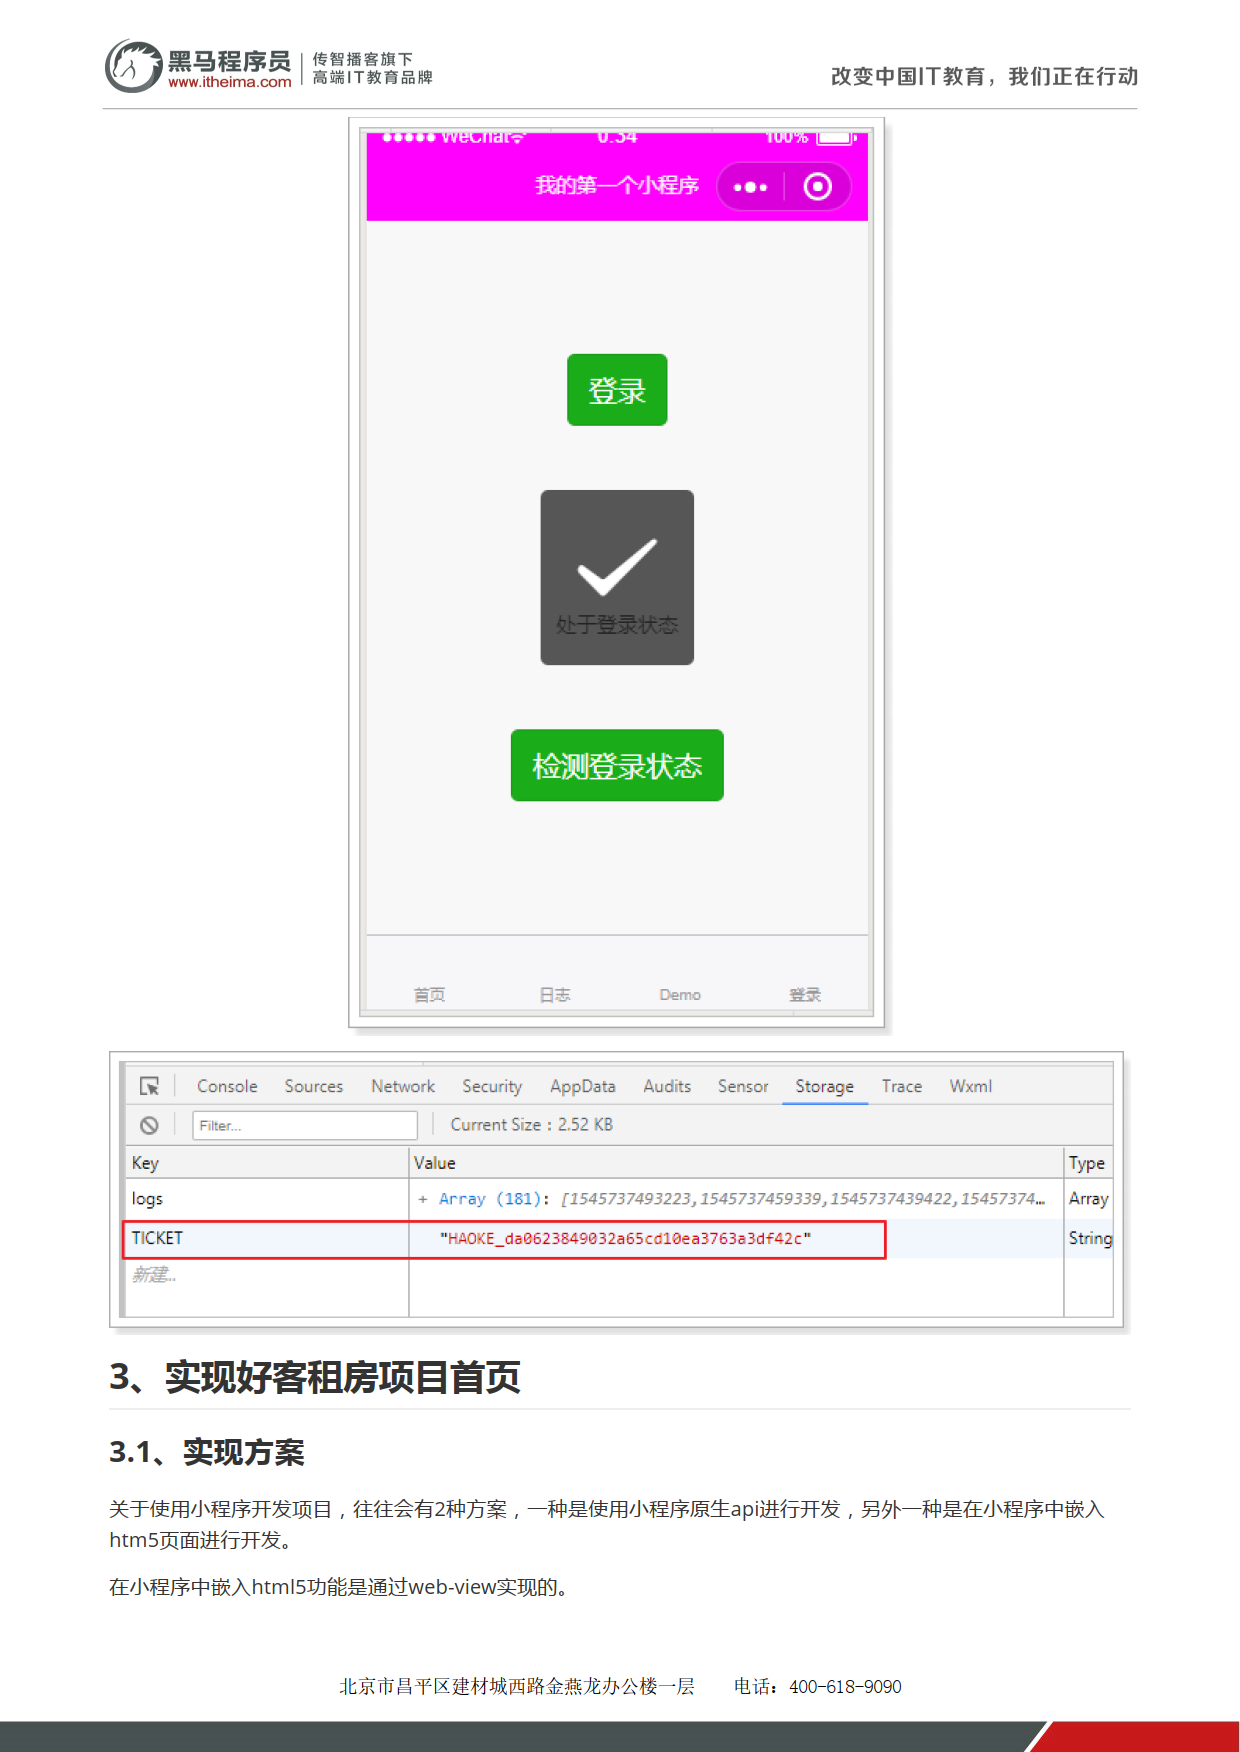 黑马程序员
www.itheima.com
传智播客旗下
高端IT教育品牌
改变中国IT教育，我们正在行动
WeChat 0:34 100%
我的第一个小程序
登录
处于登录状态
检测登录状态
首页 日志 Demo 登录
Console Sources Network Security AppData Audits Sensor Storage Trace Wxml
Filter... Current Size : 2.52 KB
Key Value Type
logs + Array (181): [1545737493223,1545737459339,1545737439422,15457374… Array
TICKET "HAOKE_da0623849032a65cd10ea3763a3df42c" String
新建...
3、实现好客租房项目首页
3.1、实现方案
关于使用小程序开发项目，往往会有2种方案，一种是使用小程序原生api进行开发，另外一种是在小程序中嵌入
htm5页面进行开发。
在小程序中嵌入html5功能是通过web-view实现的。
北京市昌平区建材城西路金燕龙办公楼一层 电话：400-618-9090